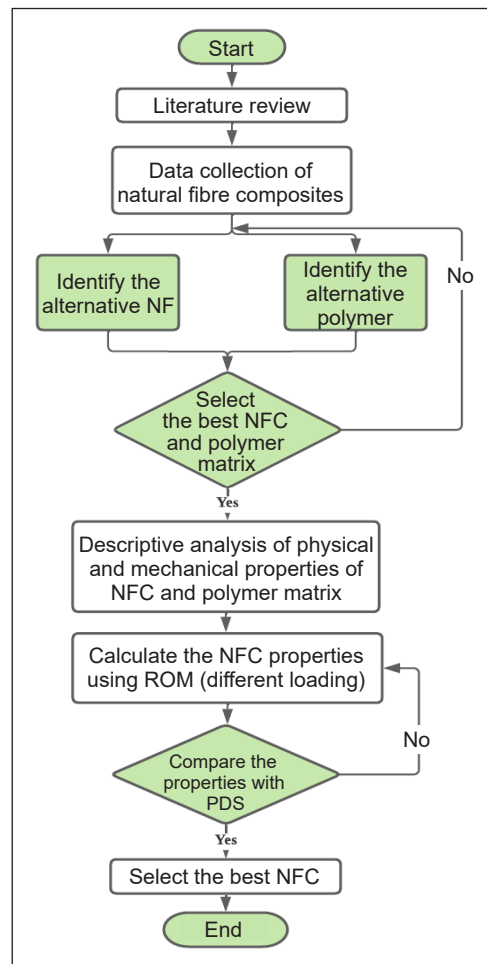 Start
Literature review
Data collection of
natural fibre composites
Identify the
alternative NF
Identify the
alternative
polymer
No
Select
the best NFC
and polymer
matrix
Yes
Descriptive analysis of physical
and mechanical properties of
NFC and polymer matrix
Calculate the NFC properties
using ROM (different loading)
No
Compare the
properties with
PDS
Yes
Select the best NFC
End